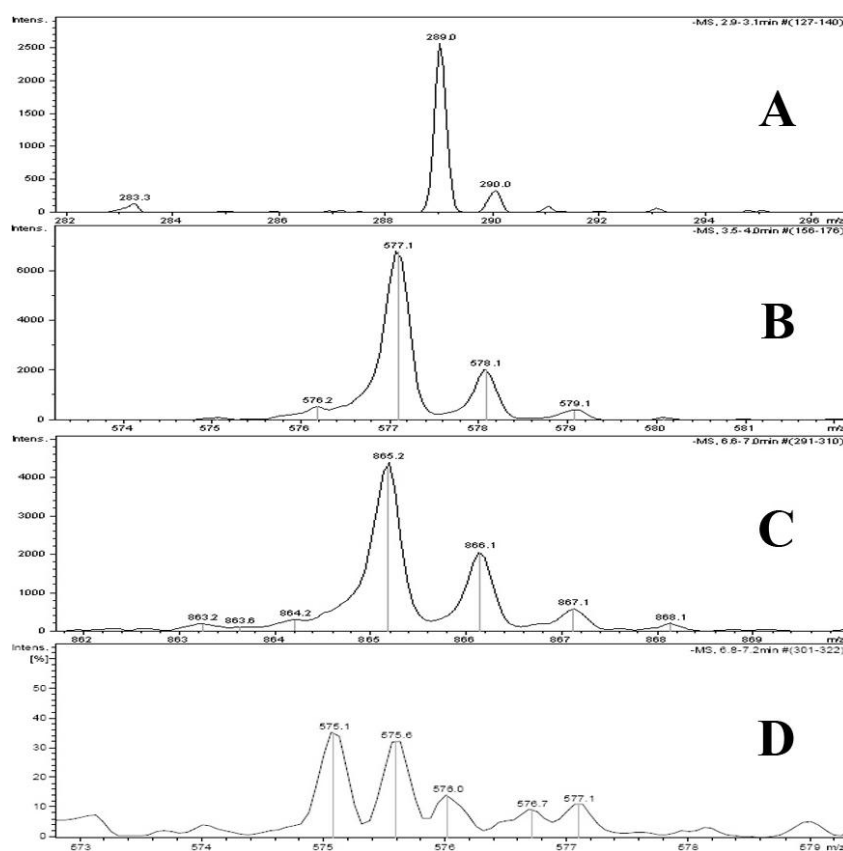 Intens.
-MS, 2.9-3.1min #(127-140)
289.0
2500
2000
1500
A
1000
500
283.3
290.0
0
282 284 286 288 290 292 294 296 m/z
Intens.
-MS, 3.5-4.0min #(156-176)
577.1
6000
4000
B
578.1
2000
576.2
579.1
0
574 575 576 577 578 579 580 581 m/z
Intens.
-MS, 6.6-7.0min #(291-310)
865.2
4000
C
866.1
2000
867.1
863.2 863.6 864.2
868.1
0
862 863 864 865 866 867 868 869 m/z
Intens.
[%]
-MS, 6.8-7.2min #(301-322)
50
40
575.1 575.6
D
30
20
576.0
576.7 577.1
10
0
573 574 575 576 577 578 579 m/z